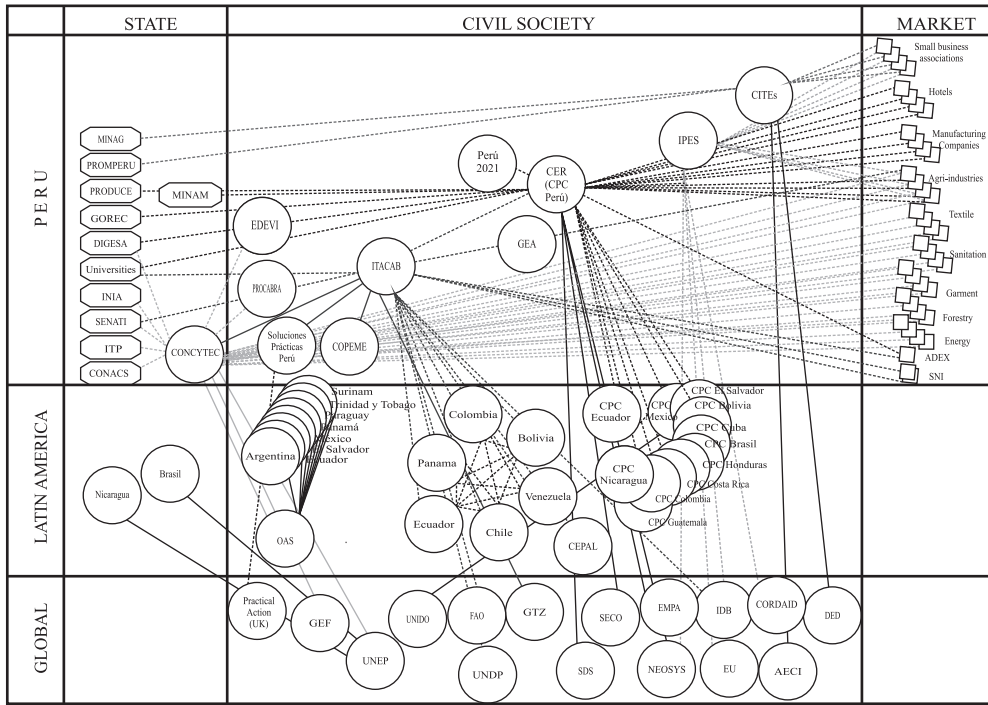 STATE
CIVIL SOCIETY
MARKET
PERU
MINAG
PROMPERU
PRODUCE
MINAM
GOREC
DIGESA
Universities
INIA
SENATI
ITP
CONACS
CONCYTEC
EDEVI
PROCABRA
Soluciones
Prácticas
Perú
COPEME
ITACAB
Perú
2021
CER
(CPC
Perú)
GEA
IPES
CITEs
Small business
associations
Hotels
Manufacturing
Companies
Agri-industries
Textile
Sanitation
Garment
Forestry
Energy
ADEX
SNI
LATIN AMERICA
Nicaragua
Brasil
Argentina
Surinam
Trinidad y Tobago
Paraguay
Panamá
México
El Salvador
Ecuador
OAS
Colombia
Bolivia
Panama
Venezuela
Ecuador
Chile
CEPAL
CPC
Ecuador
CPC
Mexico
CPC El Salvador
CPC Bolivia
CPC Cuba
CPC Brasil
CPC Honduras
CPC Costa Rica
CPC Colombia
CPC Guatemala
CPC
Nicaragua
GLOBAL
Practical
Action
(UK)
GEF
UNEP
UNIDO
FAO
GTZ
UNDP
SECO
SDS
EMPA
NEOSYS
IDB
EU
CORDAID
AECI
DED